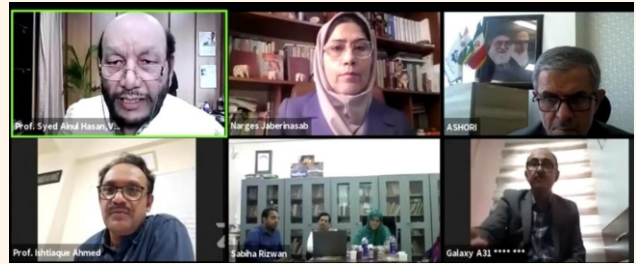 Prof. Syed Ainul Hasan,V...
Narges Jaberinasab
ASHORI
Prof. Ishtiaque Ahmed
Sabiha Rizwan
Galaxy A31 **** ***